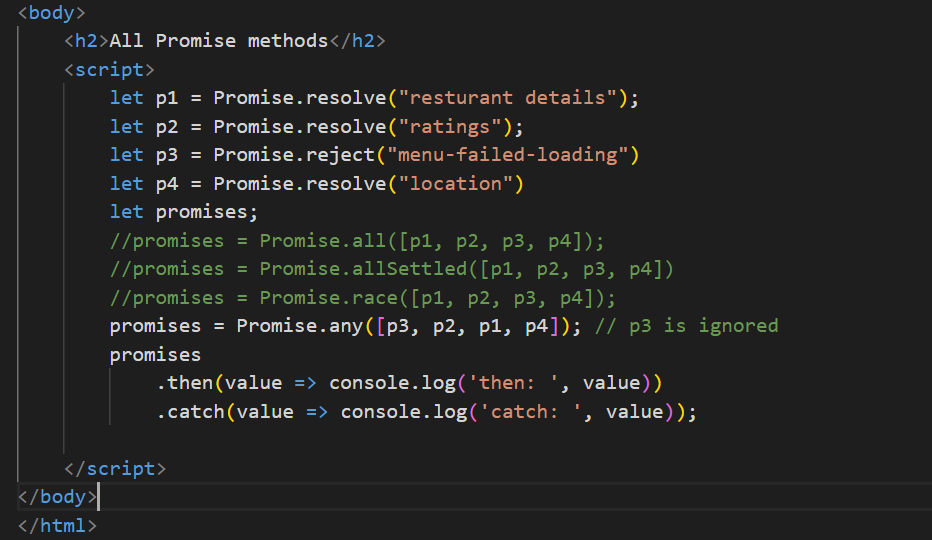 <body>
<h2>All Promise methods</h2>
<script>
let p1 = Promise.resolve("resturant details");
let p2 = Promise.resolve("ratings");
let p3 = Promise.reject("menu-failed-loading")
let p4 = Promise.resolve("location")
let promises;
//promises = Promise.all([p1, p2, p3, p4]);
//promises = Promise.allSettled([p1, p2, p3, p4])
//promises = Promise.race([p1, p2, p3, p4]);
promises = Promise.any([p3, p2, p1, p4]); // p3 is ignored
promises
.then(value => console.log('then: ', value))
.catch(value => console.log('catch: ', value));
</script>
</body>
</html>